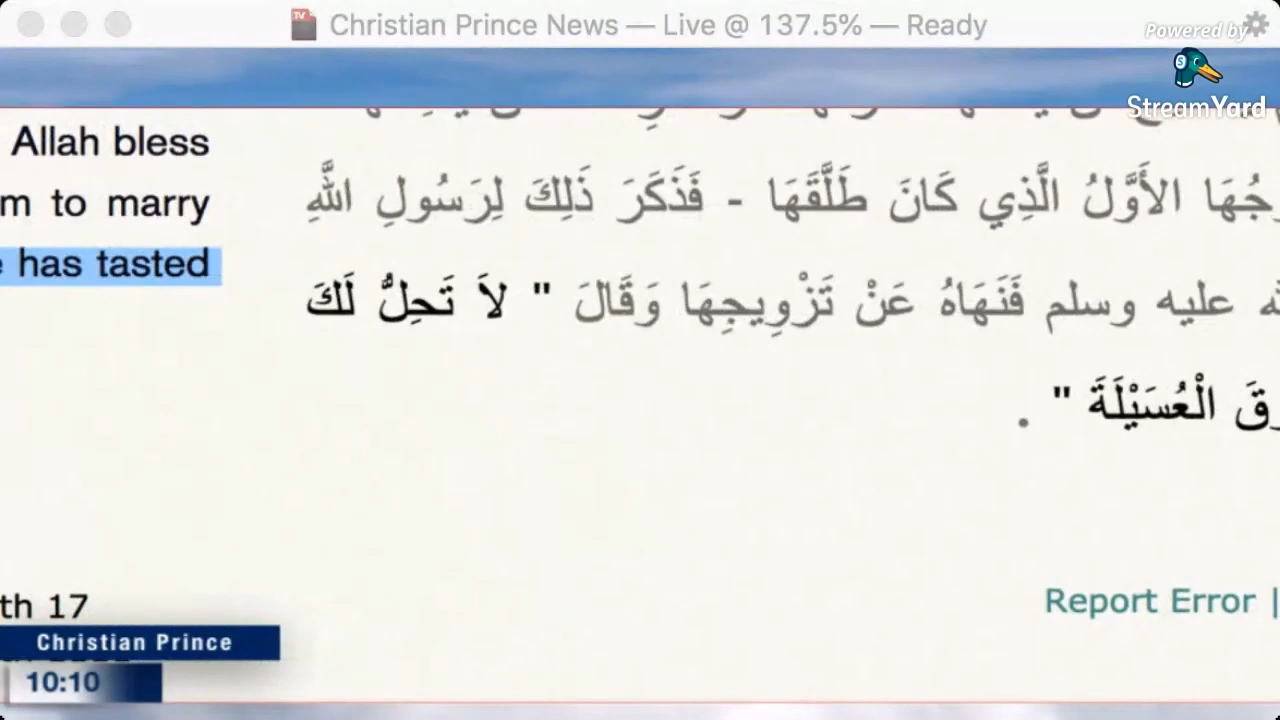 Christian Prince News — Live @ 137.5% — Ready
Powered by
StreamYard
Allah bless
m to marry
has tasted
جُهَا الأَوَّلُ الَّذِي كَانَ طَلَّقَهَا - فَذَكَرَ ذَلِكَ لِرَسُولِ اللَّهِ
عليه وسلم فَنَهَاهُ عَنْ تَزْوِيجِهَا وَقَالَ " لاَ تَحِلُّ لَكَ
الْعُسَيْلَةَ " .
th 17
Report Error |
Christian Prince
10:10